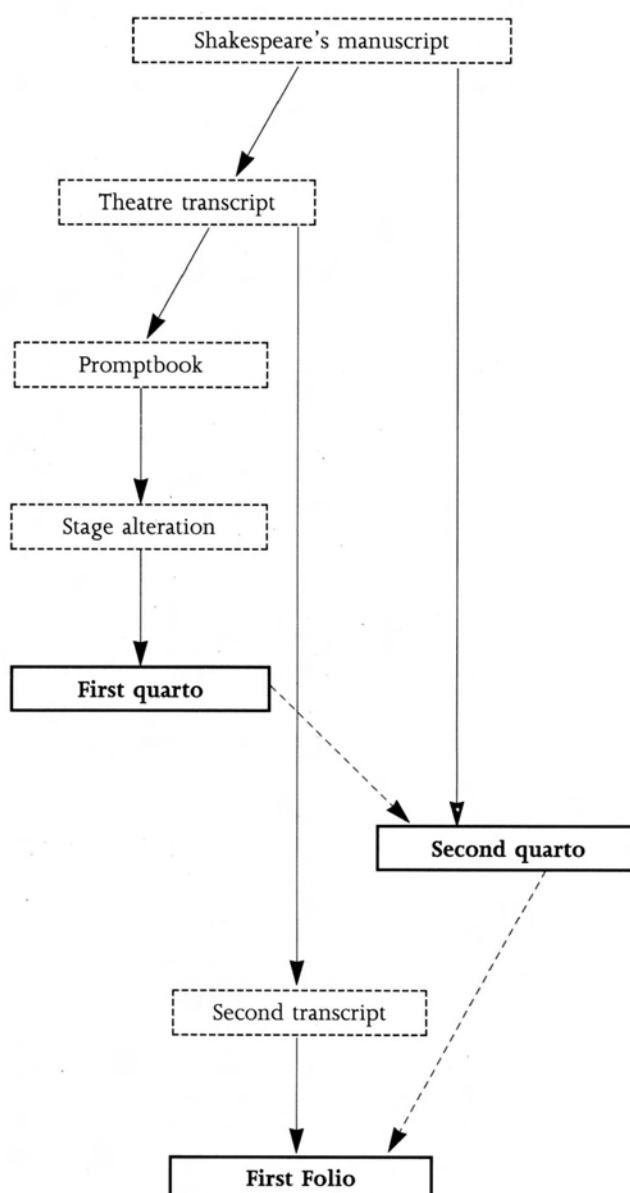 Shakespeare's manuscript
Theatre transcript
Promptbook
Stage alteration
First quarto
Second quarto
Second transcript
First Folio